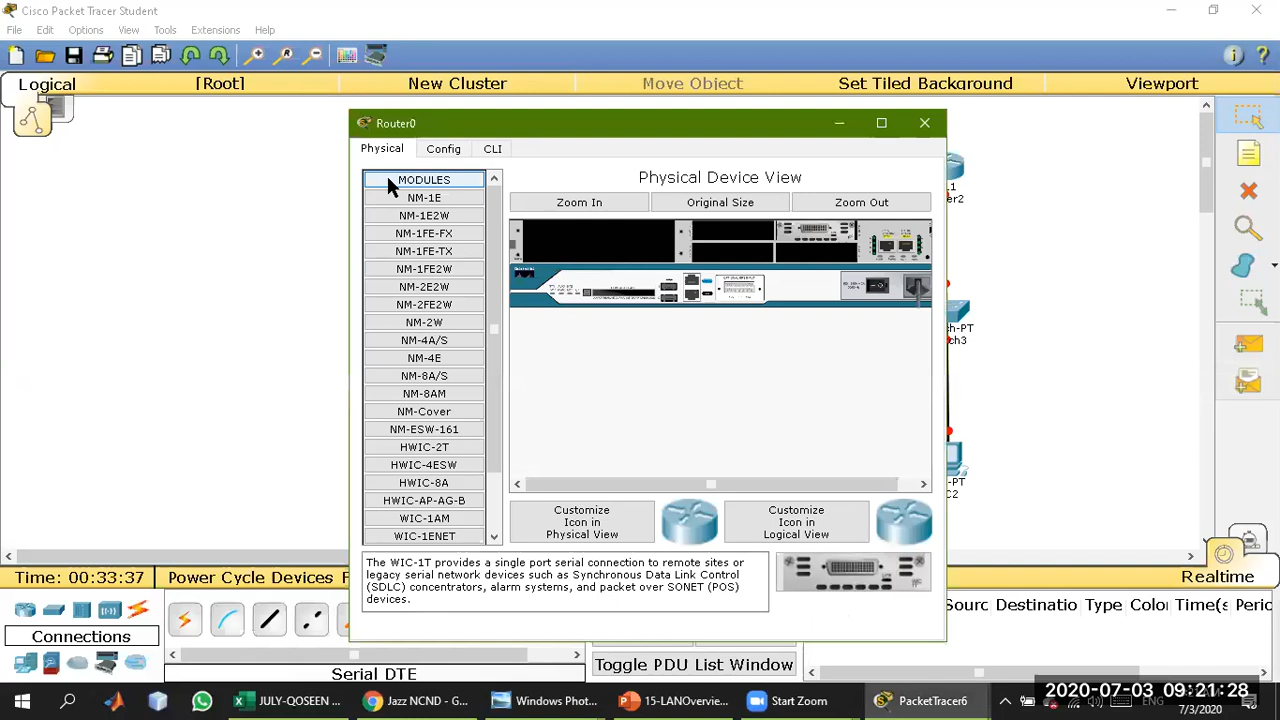 Cisco Packet Tracer Student
File Edit Options View Tools Extensions Help
Logical [Root] New Cluster Move Object Set Tiled Background Viewport
Router0
Physical Config CLI
MODULES
NM-1E
NM-1E2W
NM-1FE-FX
NM-1FE-TX
NM-1FE2W
NM-2E2W
NM-2FE2W
NM-2W
NM-4A/S
NM-4E
NM-8A/S
NM-8AM
NM-Cover
NM-ESW-161
HWIC-2T
HWIC-4ESW
HWIC-8A
HWIC-AP-AG-B
WIC-1AM
WIC-1ENET
Physical Device View
Zoom In Original Size Zoom Out
Customize
Icon in
Physical View
Customize
Icon in
Logical View
The WIC-1T provides a single port serial connection to remote sites or
legacy serial network devices such as Synchronous Data Link Control
(SDLC) concentrators, alarm systems, and packet over SONET (POS)
devices.
Time: 00:33:37 Power Cycle Devices F
Realtime
Connections
Serial DTE
Toggle PDU List Window
Sourc Destinatio Type Color Time(s Perio
JULY-QOSEEN
Jazz NCND - G...
Windows Phot...
15-LANOvervie...
Start Zoom
PacketTracer6
2020-07-03 09:21:28
ENG
7/3/2020